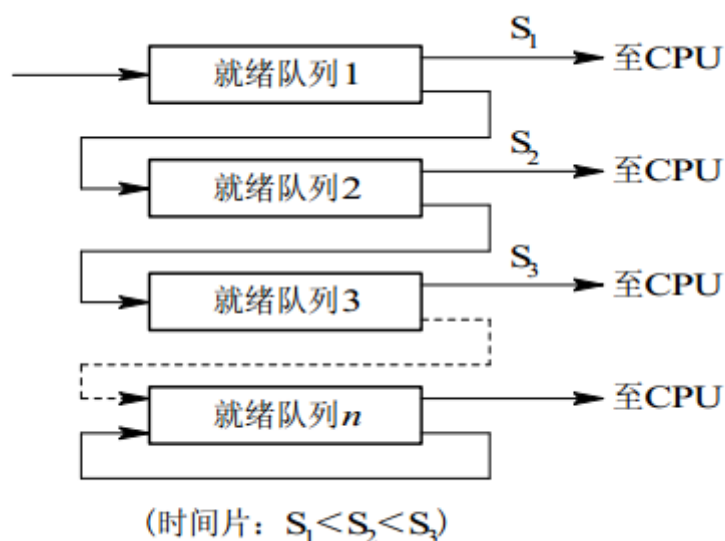 S₁
就绪队列1
至CPU
S₂
就绪队列2
至CPU
S₃
就绪队列3
至CPU
就绪队列n
至CPU
(时间片：S₁＜S₂＜S₃)